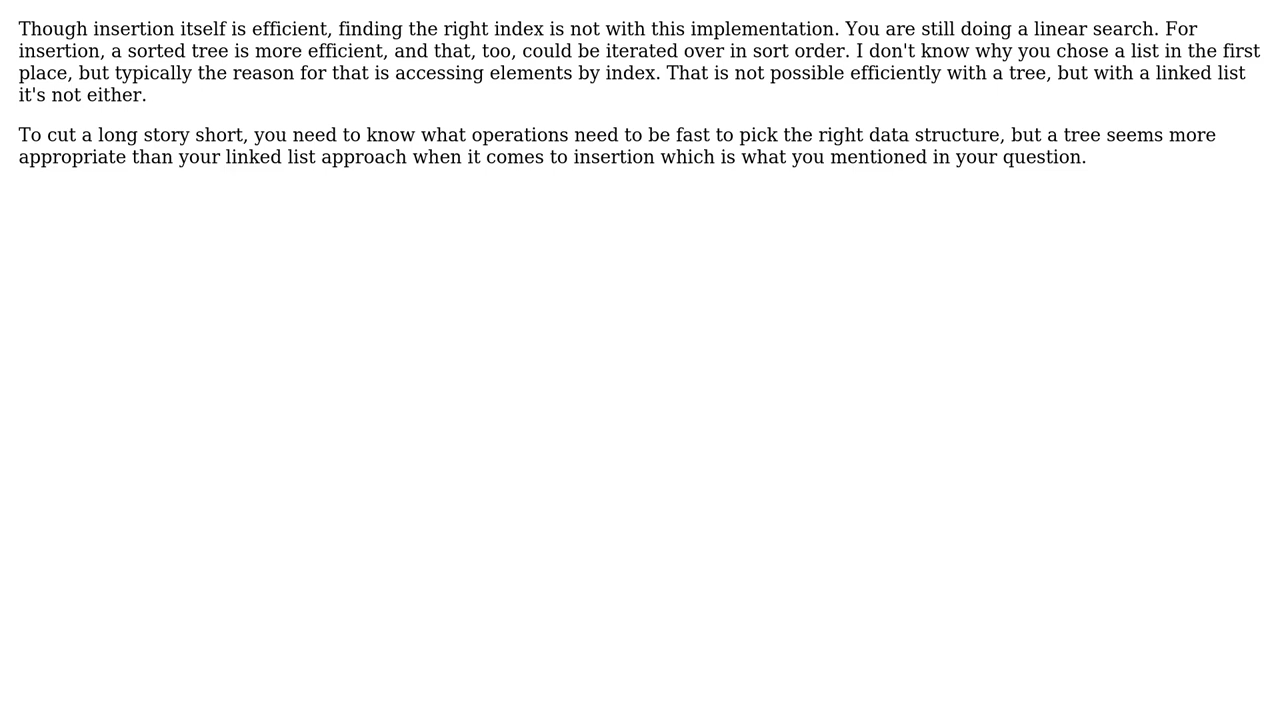 Though insertion itself is efficient, finding the right index is not with this implementation. You are still doing a linear search. For
insertion, a sorted tree is more efficient, and that, too, could be iterated over in sort order. I don't know why you chose a list in the first
place, but typically the reason for that is accessing elements by index. That is not possible efficiently with a tree, but with a linked list
it's not either.
To cut a long story short, you need to know what operations need to be fast to pick the right data structure, but a tree seems more
appropriate than your linked list approach when it comes to insertion which is what you mentioned in your question.